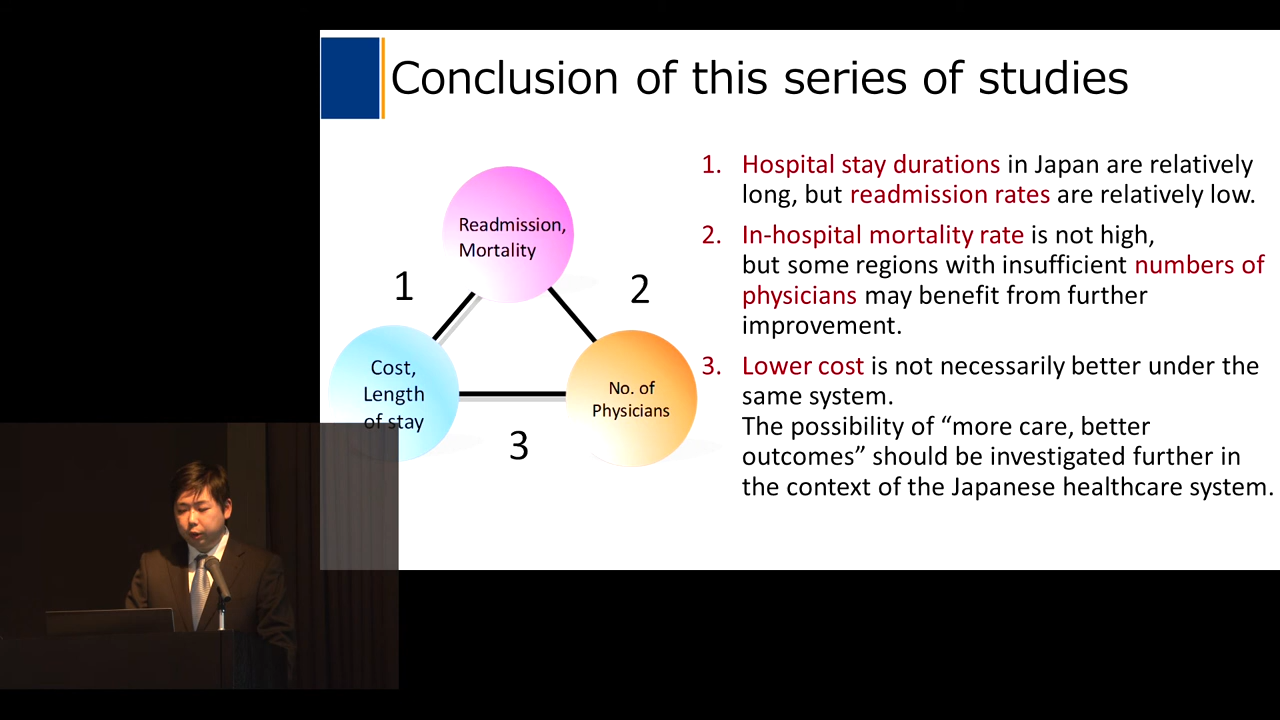 Conclusion of this series of studies
Readmission,
Mortality
1
2
Cost,
Length
of stay
No. of
Physicians
3
1. Hospital stay durations in Japan are relatively
long, but readmission rates are relatively low.
2. In-hospital mortality rate is not high,
but some regions with insufficient numbers of
physicians may benefit from further
improvement.
3. Lower cost is not necessarily better under the
same system.
The possibility of “more care, better
outcomes” should be investigated further in
the context of the Japanese healthcare system.